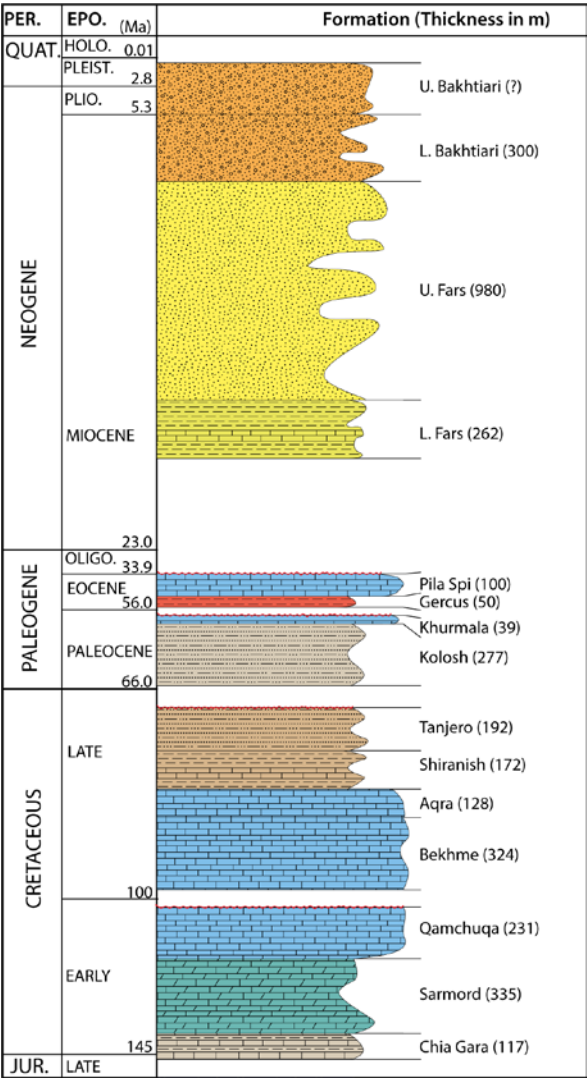 PER. EPO. (Ma) Formation (Thickness in m)
QUAT. HOLO. 0.01
PLEIST. 2.8
U. Bakhtiari (?)
PLIO. 5.3
L. Bakhtiari (300)
NEOGENE
U. Fars (980)
MIOCENE
L. Fars (262)
23.0
OLIGO. 33.9
PALEOGENE
EOCENE 56.0
Pila Spi (100)
Gercus (50)
Khurmala (39)
PALEOCENE
Kolosh (277)
66.0
Tanjero (192)
LATE
Shiranish (172)
Aqra (128)
CRETACEOUS
Bekhme (324)
100
Qamchuqa (231)
EARLY
Sarmord (335)
145
Chia Gara (117)
JUR. LATE